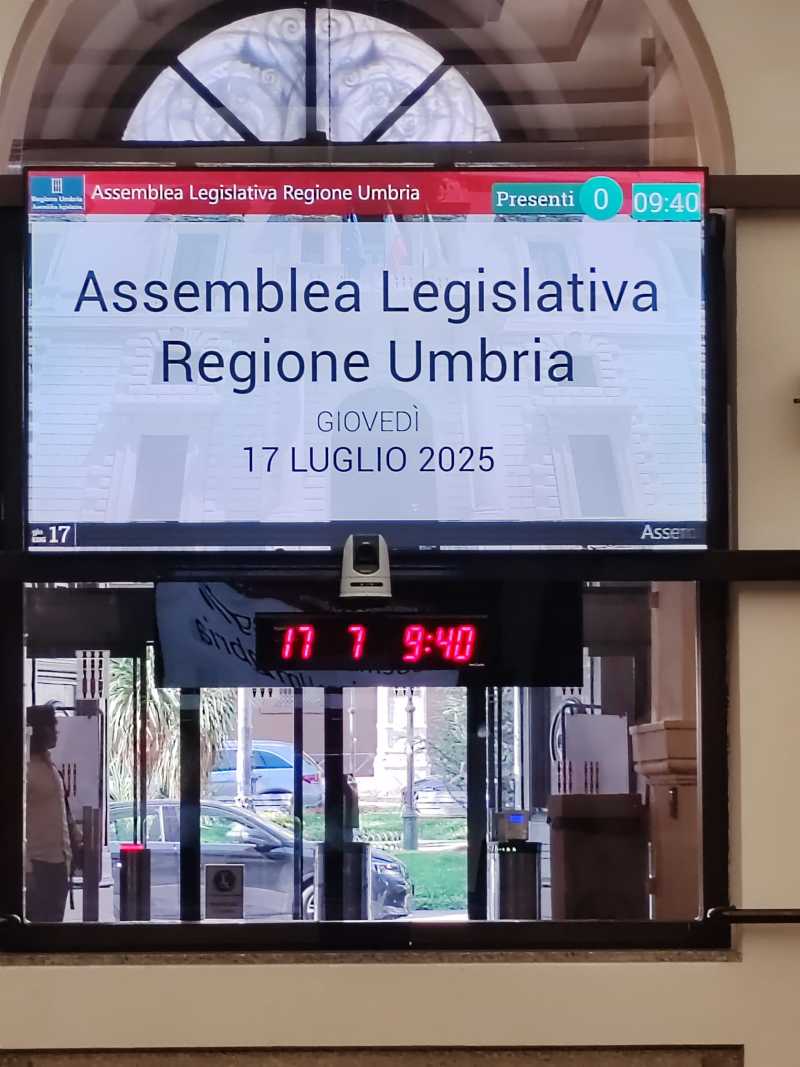 Regione Umbria
Assemblea legislativa
Assemblea Legislativa Regione Umbria
Presenti 0 09:40
Assemblea Legislativa
Regione Umbria
GIOVEDÌ
17 LUGLIO 2025
17
Assem
17 7 9:40